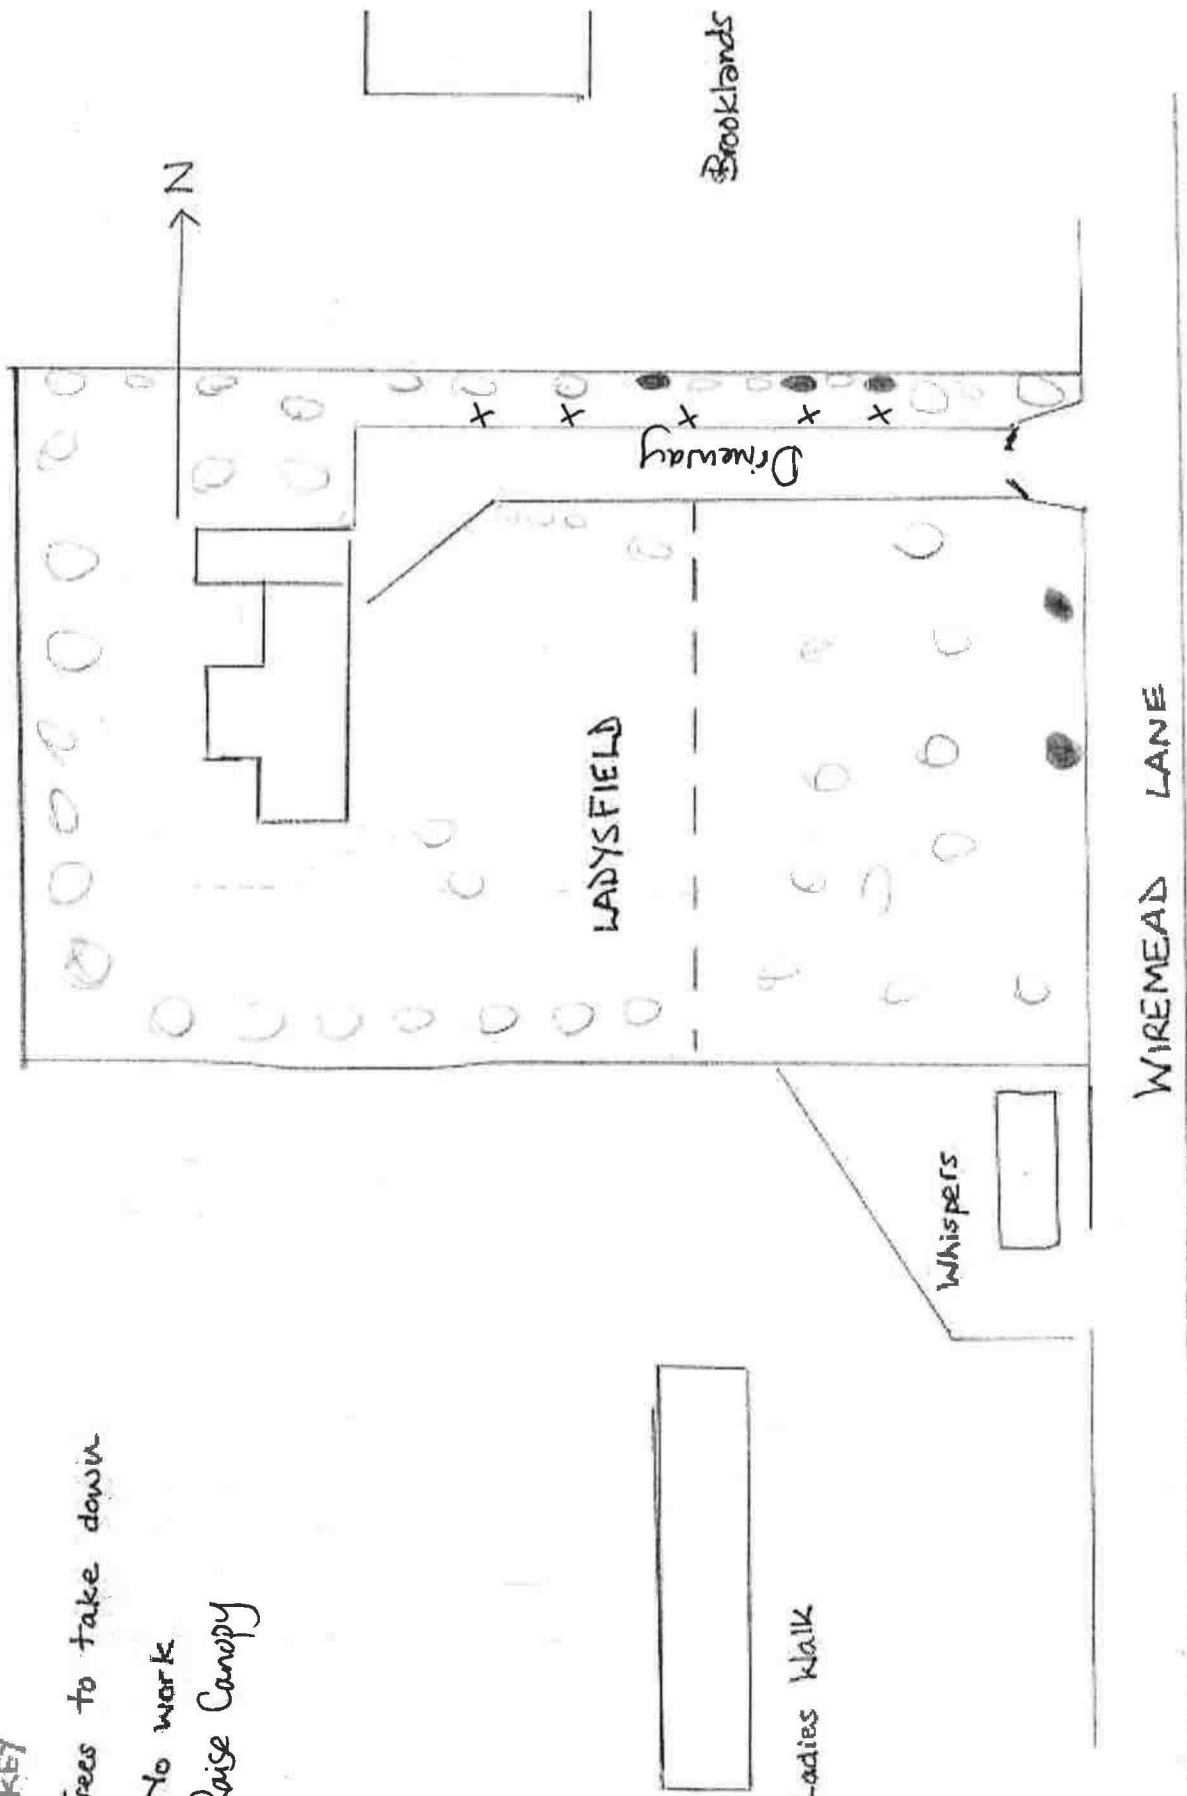 KEY
Trees to take down
No work
Raise Canopy
N
Brooklands
Driveway
LADYSFIELD
Whispers
Ladies Walk
WIREMEAD LANE